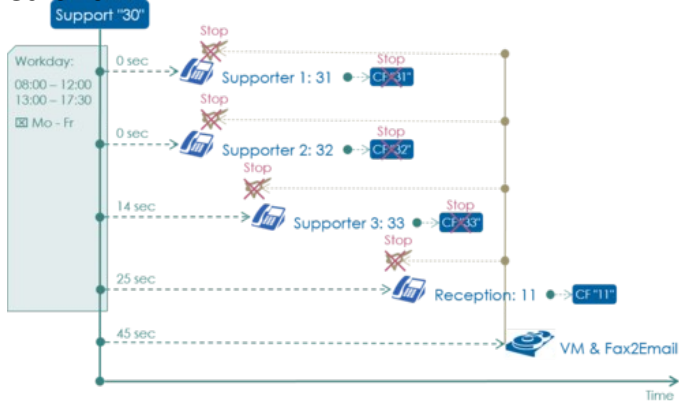 Support "30"
Stop
Workday:
0 sec
Stop
08:00 – 12:00
Supporter 1: 31
CF "31"
13:00 – 17:30
Stop
Mo - Fr
0 sec
Stop
Supporter 2: 32
CF "32"
Stop
14 sec
Stop
Supporter 3: 33
CF "33"
Stop
25 sec
Reception: 11
CF "11"
45 sec
VM & Fax2Email
Time